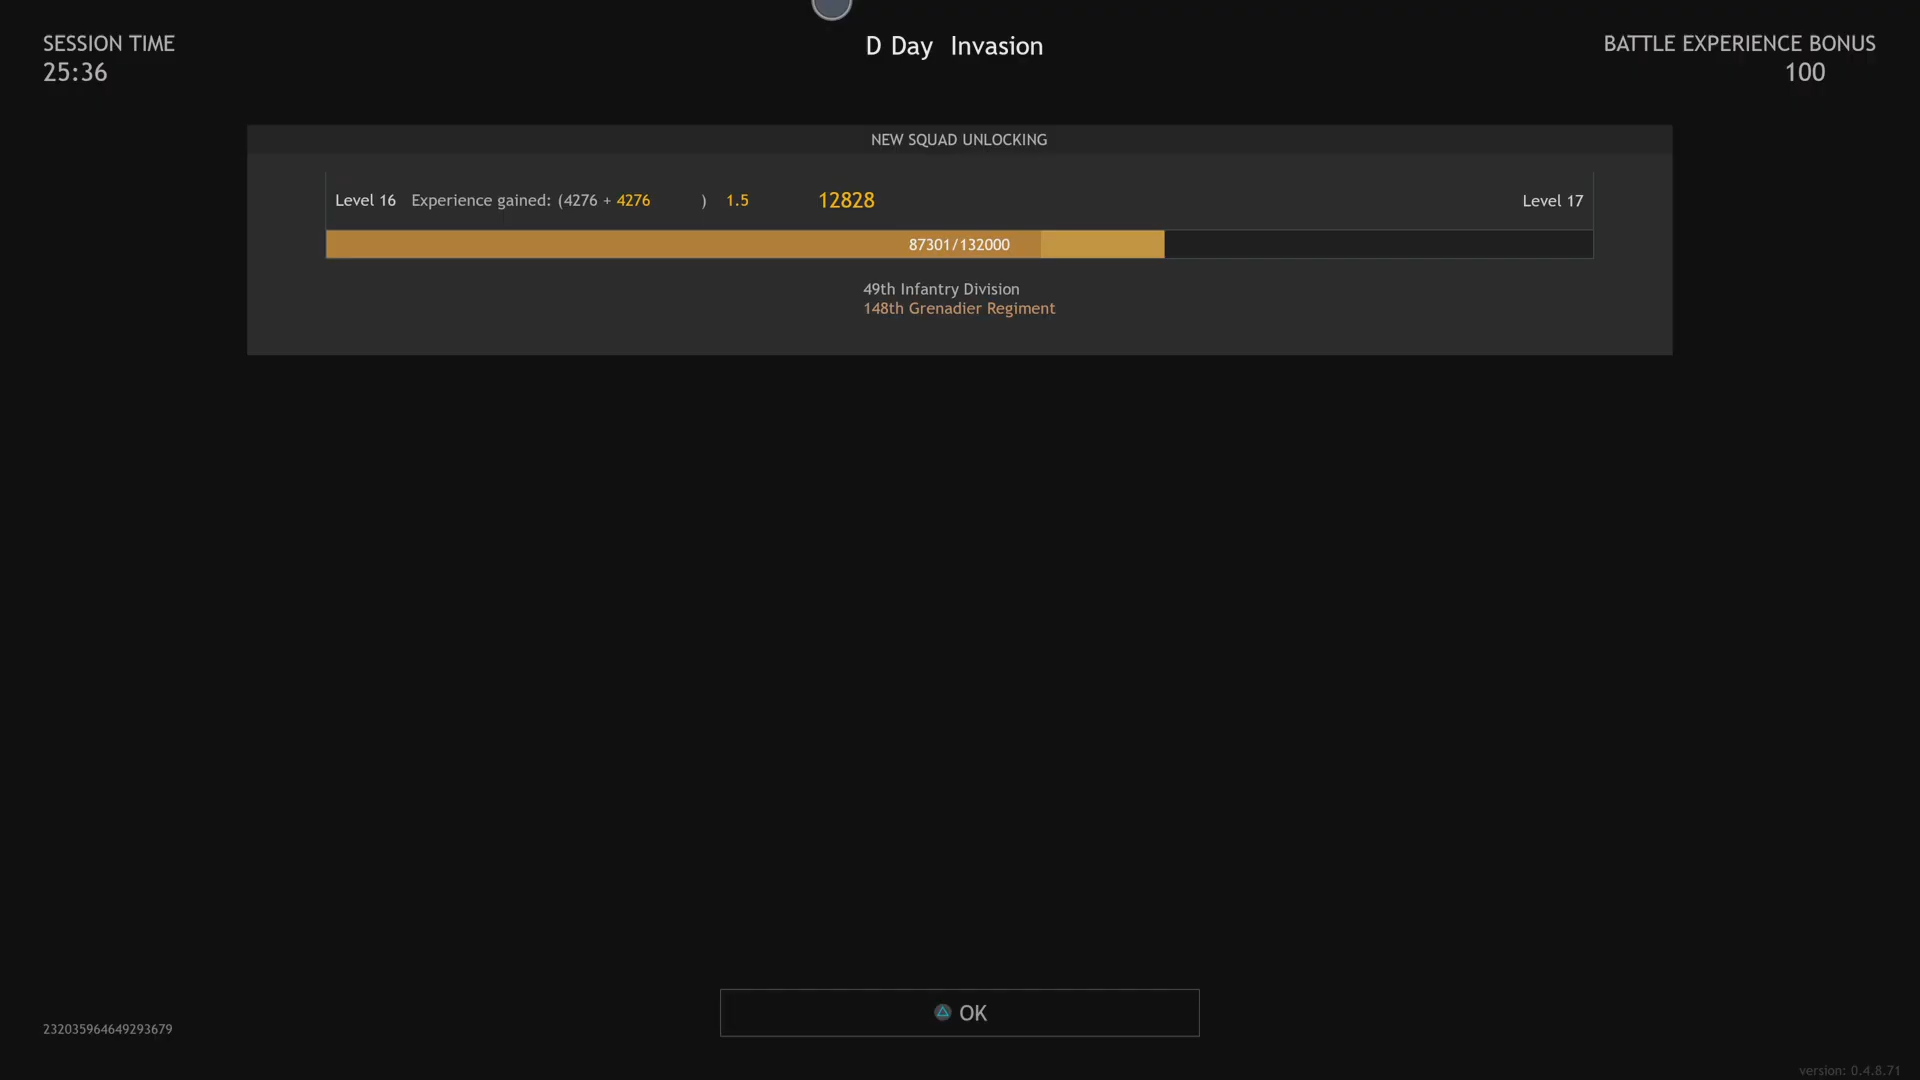 SESSION TIME
25:36
D Day Invasion
BATTLE EXPERIENCE BONUS
100
NEW SQUAD UNLOCKING
Level 16 Experience gained: (4276 + 4276 ) 1.5 12828 Level 17
87301/132000
49th Infantry Division
148th Grenadier Regiment
OK
232035964649293679
version: 0.4.8.71